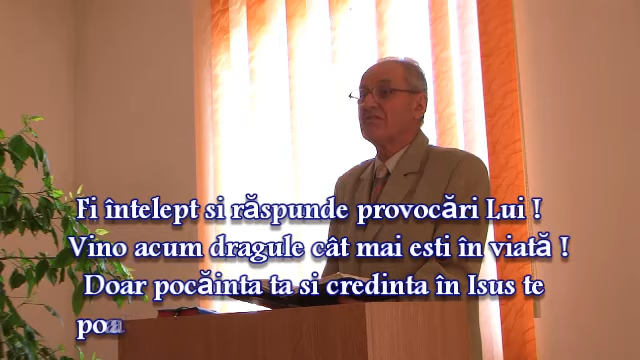 Fi întelept si răspunde provocări Lui !
Vino acum dragule cât mai esti în viată !
Doar pocăinta ta si credinta în Isus te